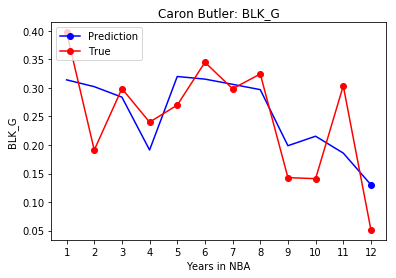 Caron Butler: BLK_G
Prediction
True
BLK_G
0.40
0.35
0.30
0.25
0.20
0.15
0.10
0.05
1 2 3 4 5 6 7 8 9 10 11 12
Years in NBA